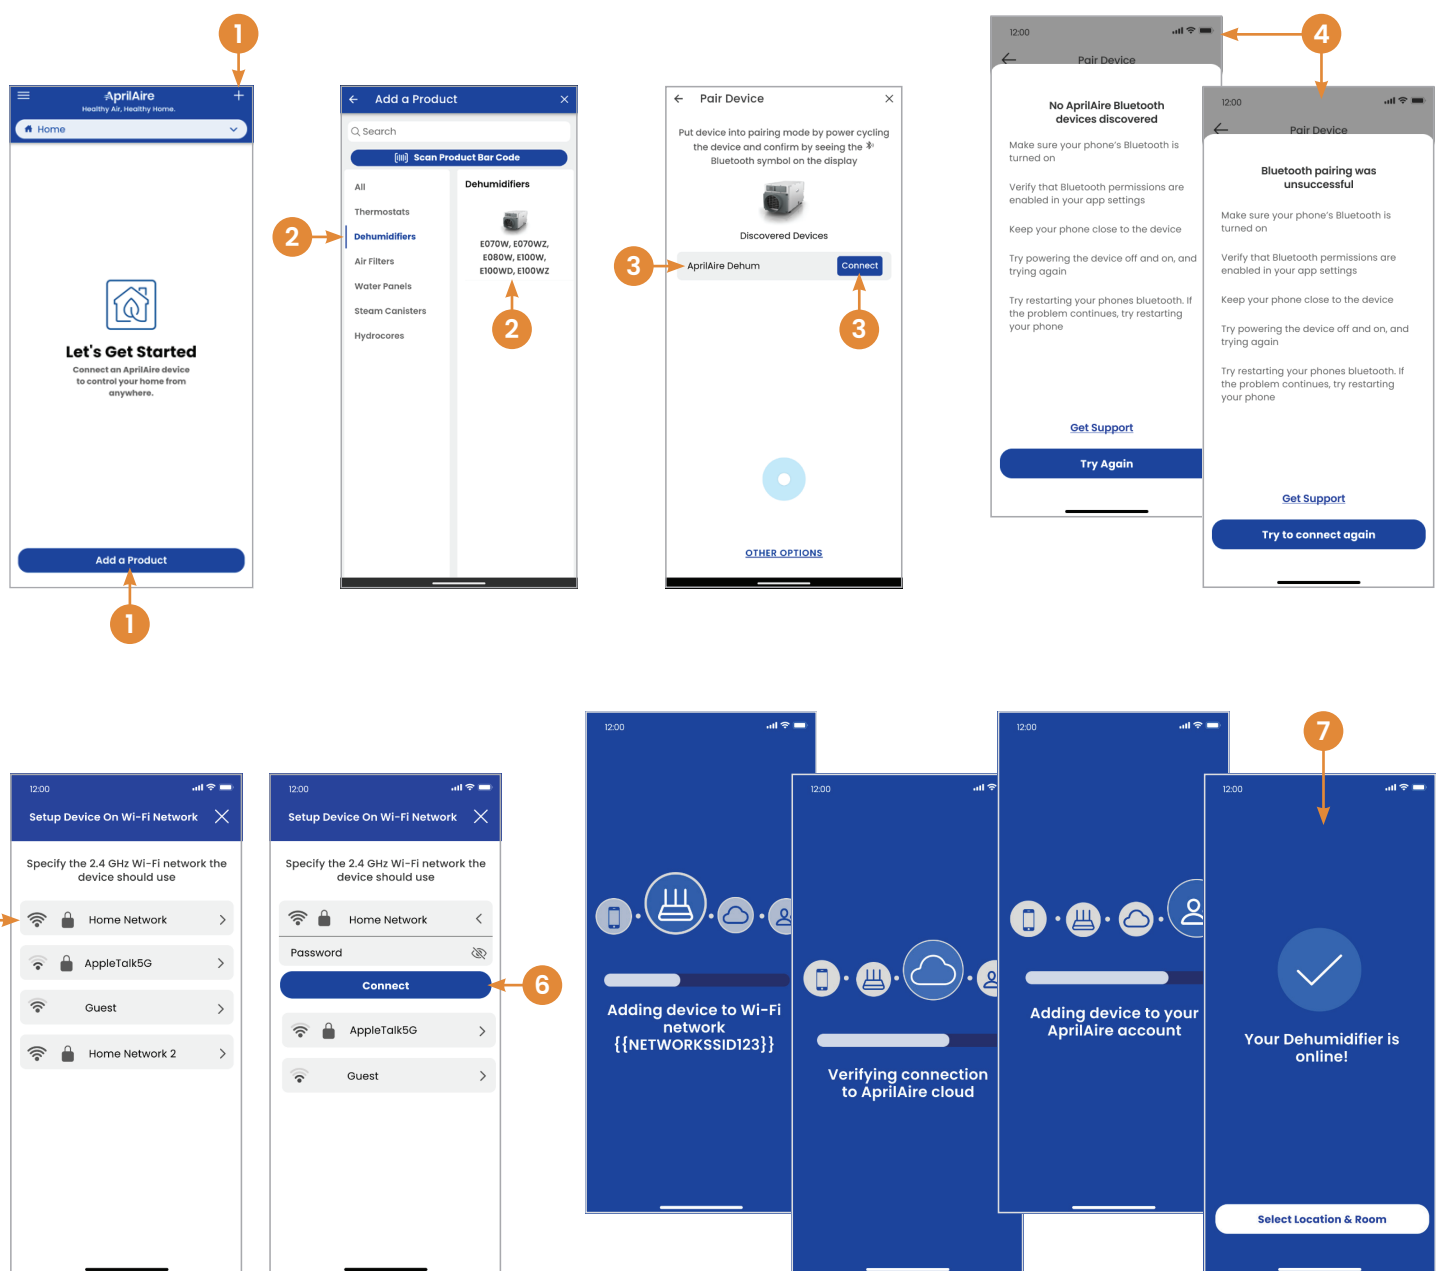 1
AprilAire
Healthy Air, Healthy Home.
Home
Let's Get Started
Connect an AprilAire device
to control your home from
anywhere.
Add a Product
1
Add a Product
Search
Scan Product Bar Code
All
Thermostats
Dehumidifiers
Air Filters
Water Panels
Steam Canisters
Hydrocores
Dehumidifiers
E070W, E070WZ,
E080W, E100W,
E100WD, E100WZ
2
2
Pair Device
Put device into pairing mode by power cycling
the device and confirm by seeing the
Bluetooth symbol on the display
Discovered Devices
AprilAire Dehum
Connect
3
3
OTHER OPTIONS
4
12:00
Pair Device
No AprilAire Bluetooth
devices discovered
Make sure your phone's Bluetooth is
turned on
Verify that Bluetooth permissions are
enabled in your app settings
Keep your phone close to the device
Try powering the device off and on, and
trying again
Try restarting your phones bluetooth. If
the problem continues, try restarting
your phone
Get Support
Try Again
12:00
Pair Device
Bluetooth pairing was
unsuccessful
Make sure your phone's Bluetooth is
turned on
Verify that Bluetooth permissions are
enabled in your app settings
Keep your phone close to the device
Try powering the device off and on, and
trying again
Try restarting your phones bluetooth. If
the problem continues, try restarting
your phone
Get Support
Try to connect again
12:00
Setup Device On Wi-Fi Network
Specify the 2.4 GHz Wi-Fi network the
device should use
Home Network
AppleTalk5G
Guest
Home Network 2
12:00
Setup Device On Wi-Fi Network
Specify the 2.4 GHz Wi-Fi network the
device should use
Home Network
Password
Connect
6
AppleTalk5G
Guest
12:00
Adding device to Wi-Fi
network
{{NETWORKSSID123}}
12:00
Verifying connection
to AprilAire cloud
12:00
Adding device to your
AprilAire account
7
12:00
Your Dehumidifier is
online!
Select Location & Room